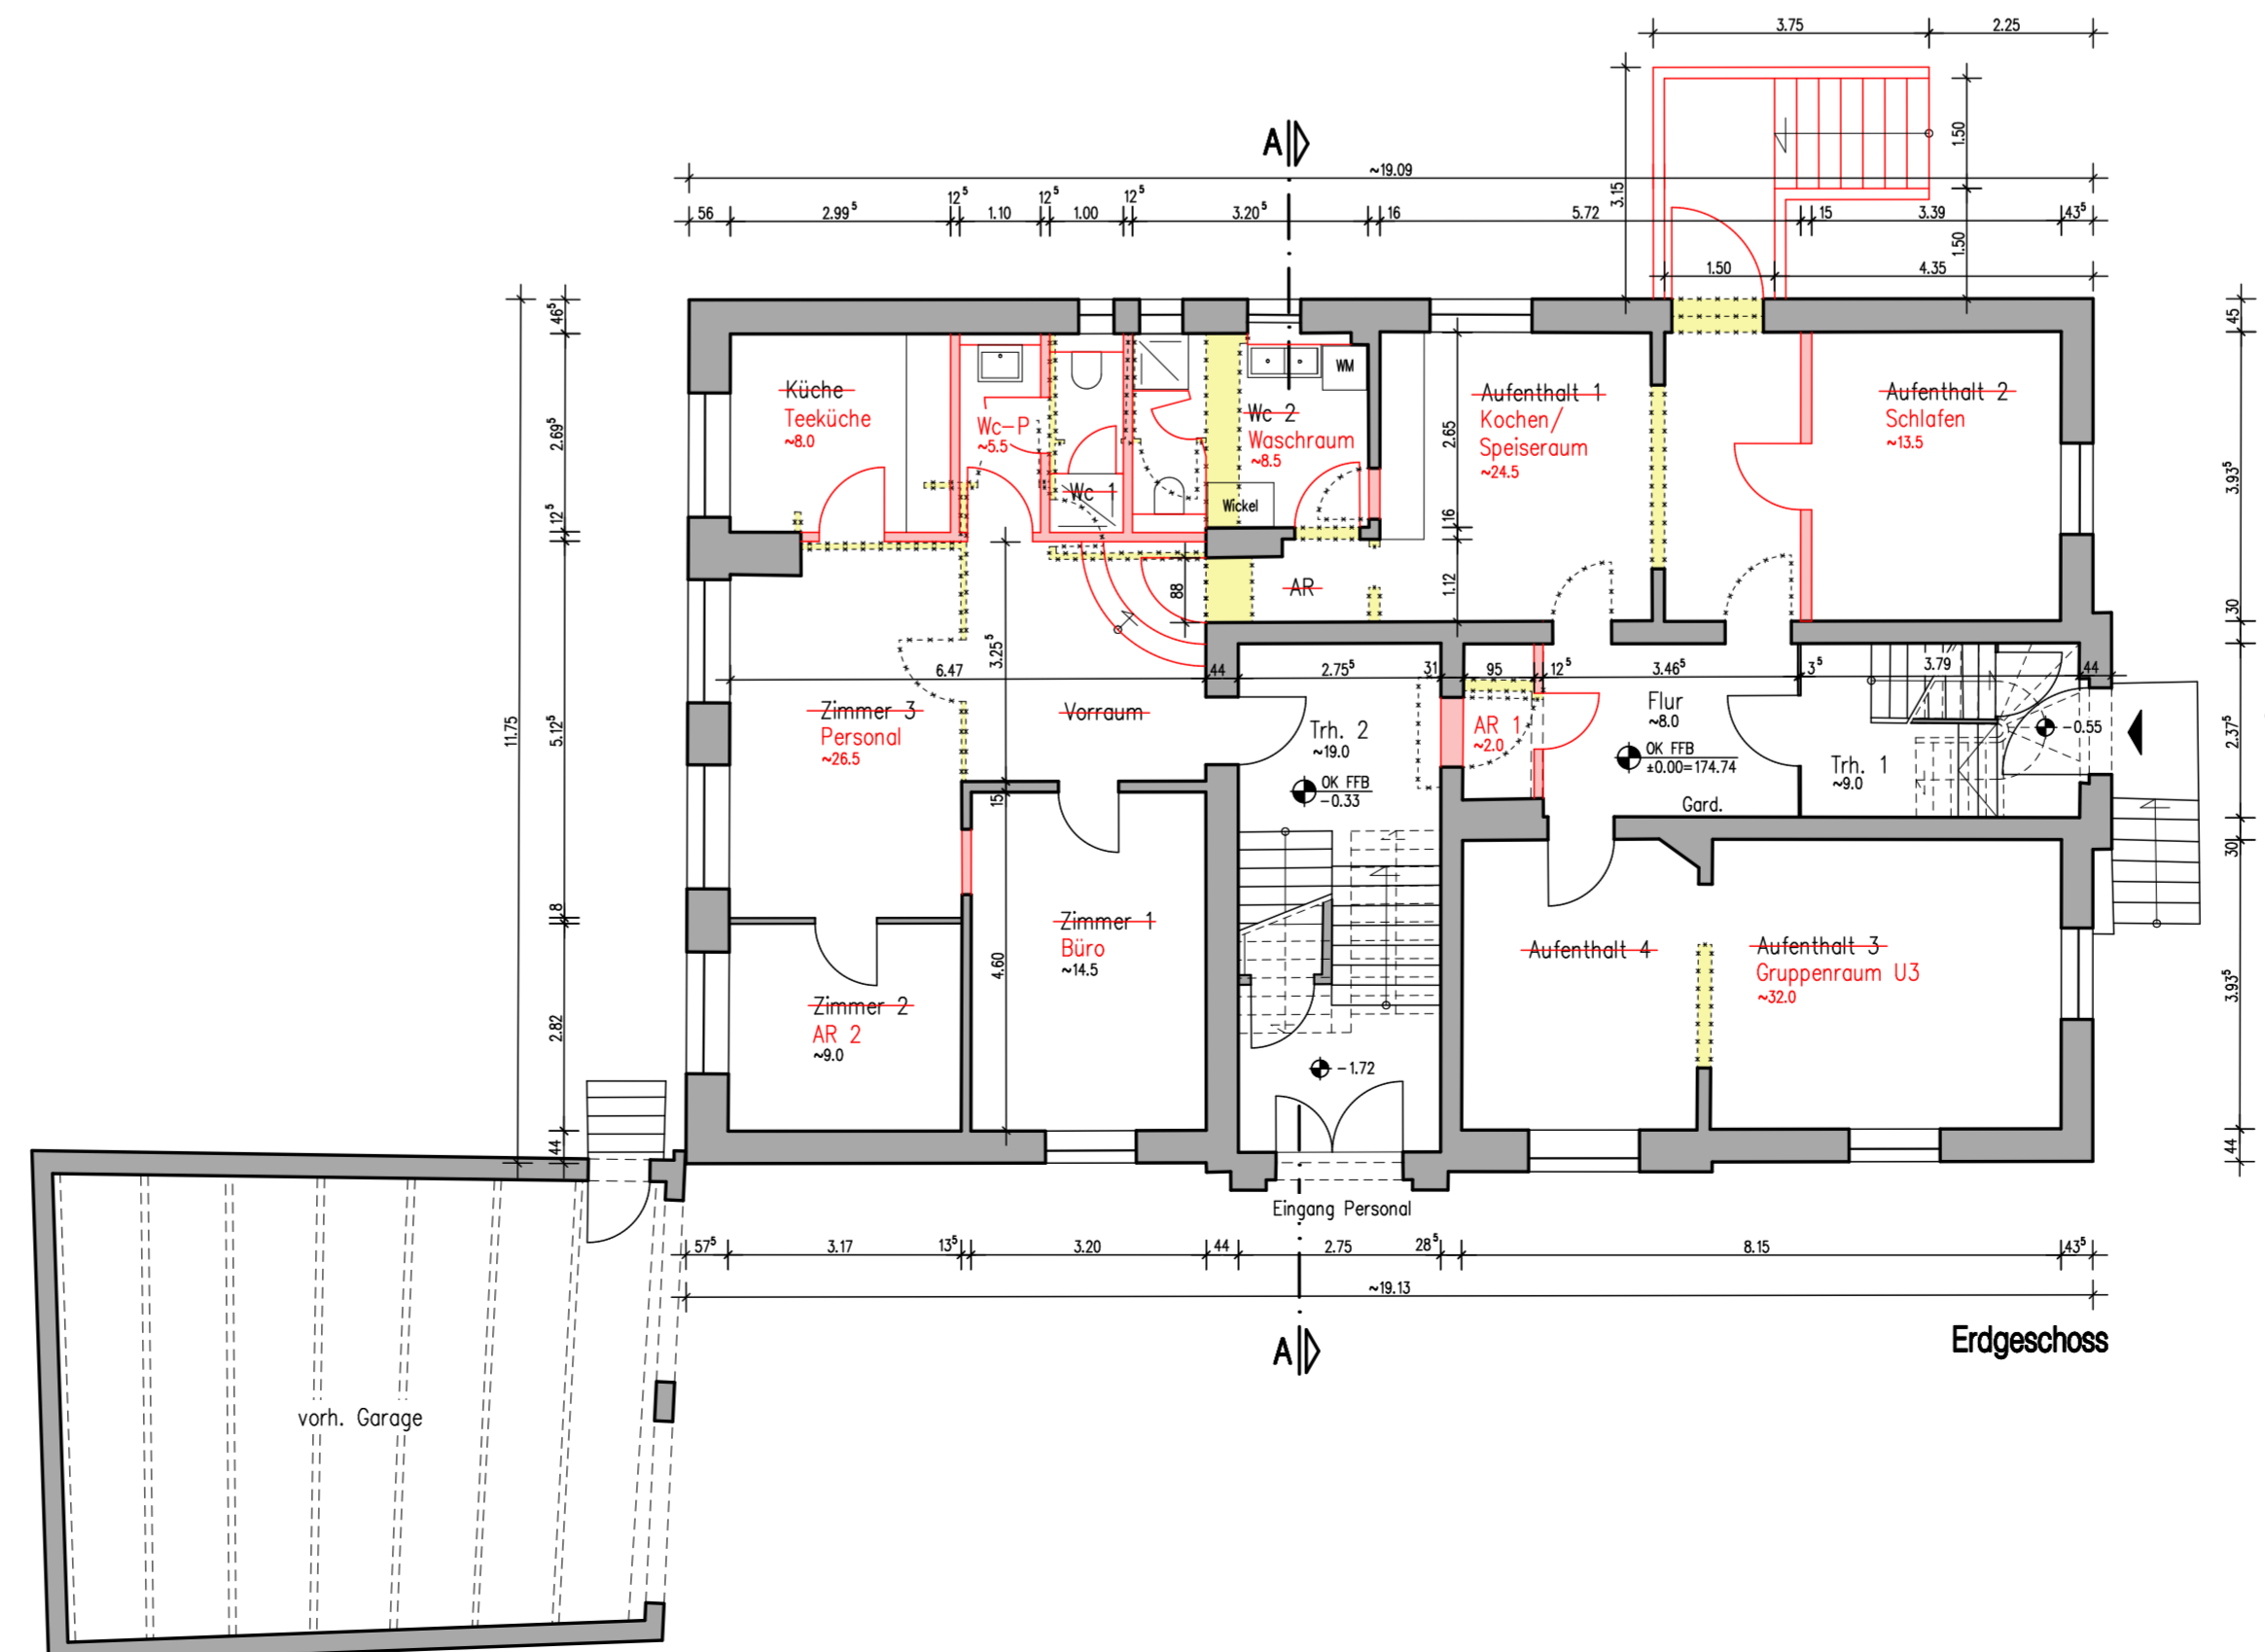 3.75 2.25
A
~19.09
3.15
1.50
56 2.99⁵ 12⁵ 1.10 12⁵ 1.00 12⁵ 3.20⁵ 16 5.72 15 3.39 43⁵
1.50
1.50 4.35
46⁵
45
Küche
Teeküche
~8.0
Wc-P
~5.5
Wc 1
Wc 2
Waschraum
~8.5
WM
Wickel
Aufenthalt 1
Kochen/
Speiseraum
~24.5
Aufenthalt 2
Schlafen
~13.5
2.69⁵
2.65
3.93⁵
12⁵
16
AR
88
1.12
30
11.75
5.12⁵
3.25⁵
6.47 44 2.75⁵ 31 95 12⁵ 3.46⁵ 3⁵ 3.79 44
Zimmer 3
Personal
~26.5
Vorraum
Trh. 2
~19.0
OK FFB
-0.33
AR 1
~2.0
Flur
~8.0
OK FFB
±0.00=174.74
Gard.
Trh. 1
~9.0
-0.55
2.37⁵
15
30
8
Zimmer 1
Büro
~14.5
4.60
Aufenthalt 4
Aufenthalt 3
Gruppenraum U3
~32.0
3.93⁵
Zimmer 2
AR 2
~9.0
2.82
-1.72
44
44
Eingang Personal
57⁵ 3.17 13⁵ 3.20 44 2.75 28⁵ 8.15 43⁵
~19.13
A
Erdgeschoss
vorh. Garage